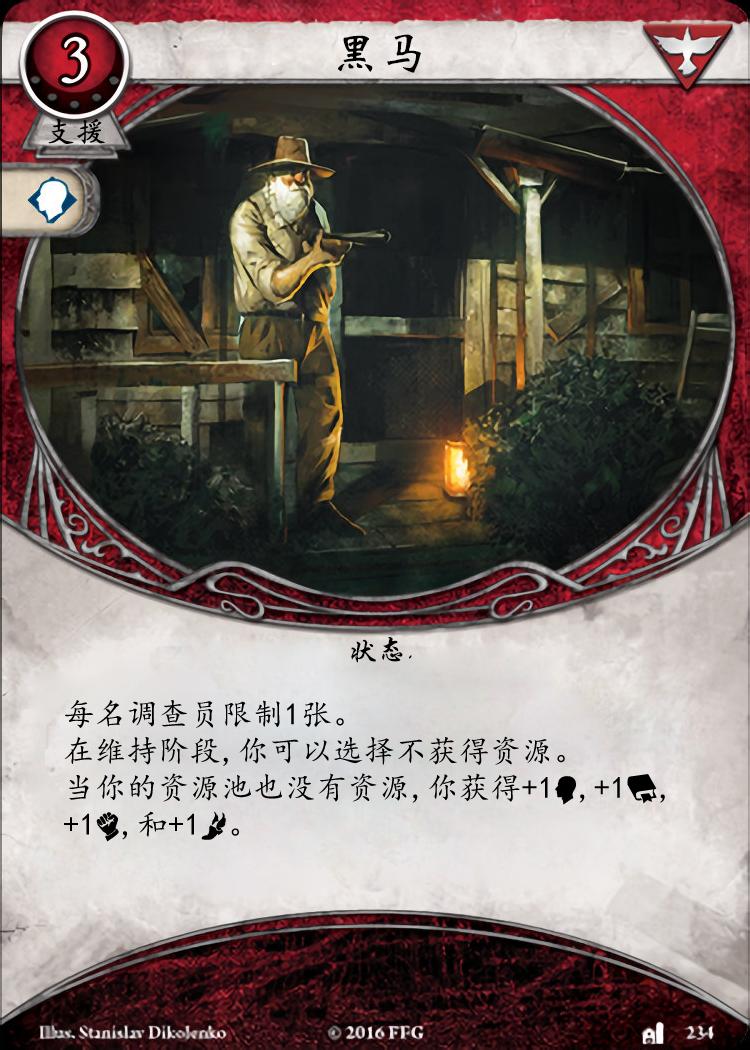 3
黑马
支援
状态.
每名调查员限制1张。
在维持阶段,你可以选择不获得资源。
当你的资源池也没有资源,你获得+1,+1,
+1,和+1。
Illus. Stanislav Dikolenko
© 2016 FFG
234